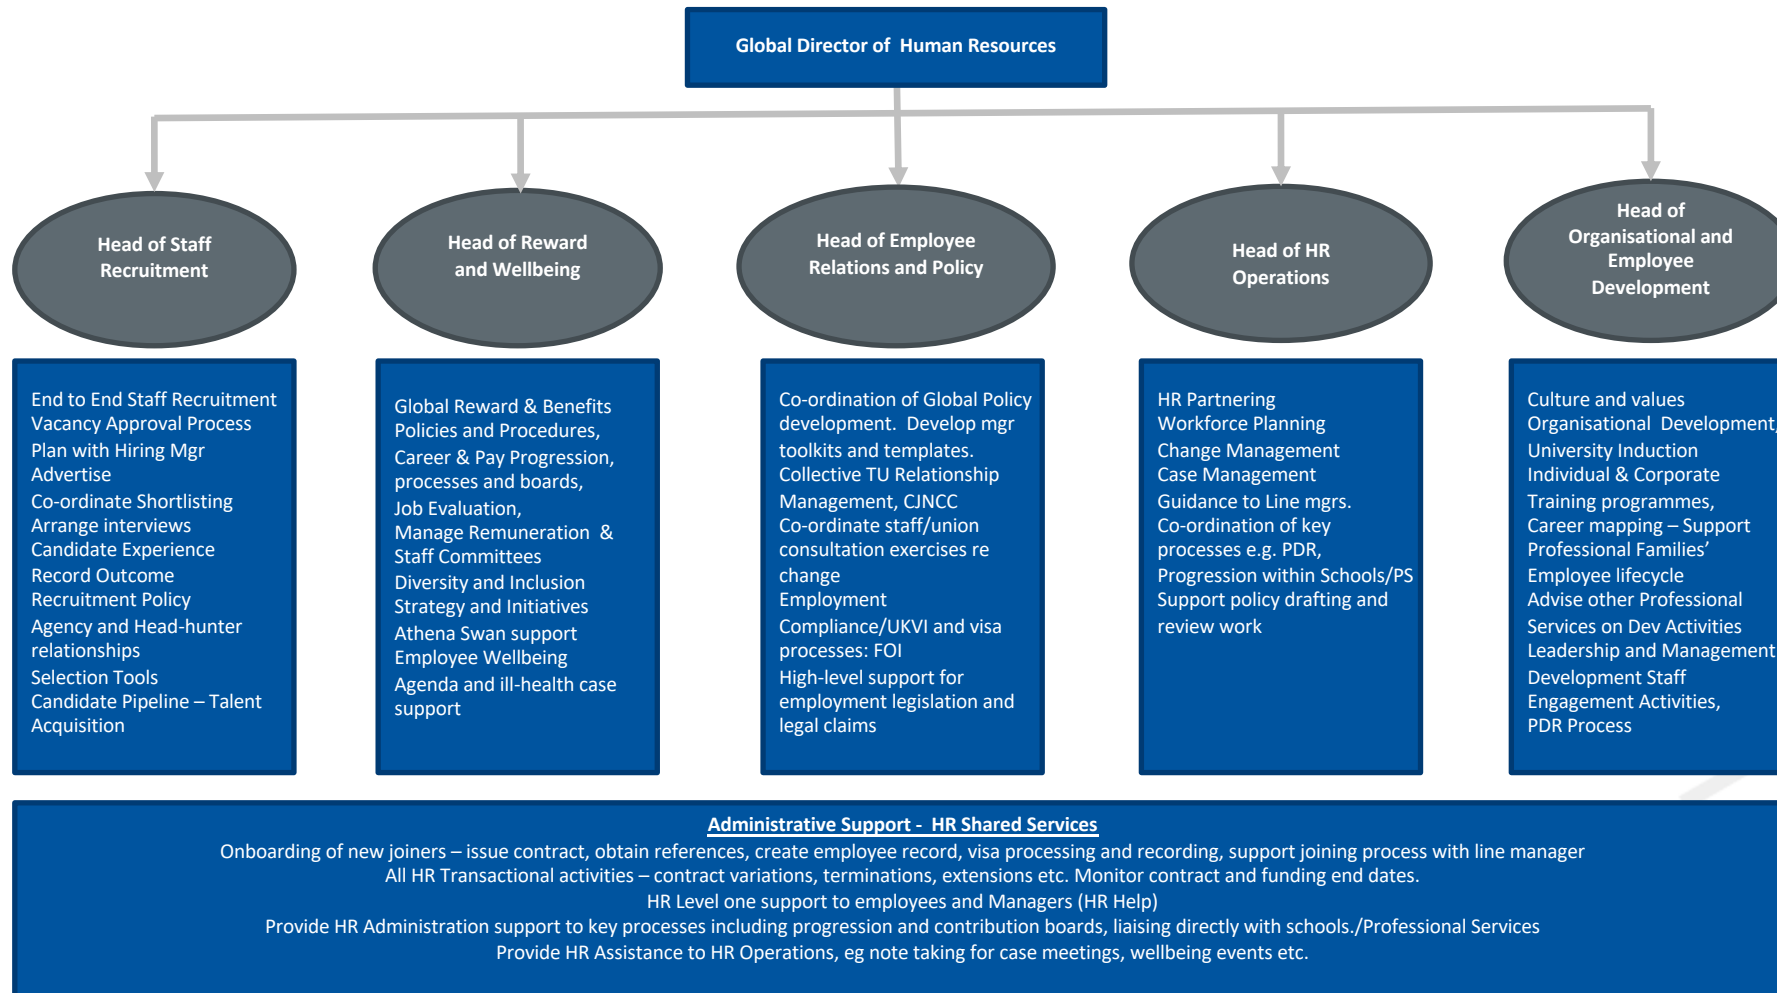 Global Director of Human Resources
Head of Staff
Recruitment
Head of Reward
and Wellbeing
Head of Employee
Relations and Policy
Head of HR
Operations
Head of
Organisational and
Employee
Development
End to End Staff Recruitment
Vacancy Approval Process
Plan with Hiring Mgr
Advertise
Co-ordinate Shortlisting
Arrange interviews
Candidate Experience
Record Outcome
Recruitment Policy
Agency and Head-hunter
relationships
Selection Tools
Candidate Pipeline – Talent
Acquisition
Global Reward & Benefits
Policies and Procedures,
Career & Pay Progression,
processes and boards,
Job Evaluation,
Manage Remuneration &
Staff Committees
Diversity and Inclusion
Strategy and Initiatives
Athena Swan support
Employee Wellbeing
Agenda and ill-health case
support
Co-ordination of Global Policy
development. Develop mgr
toolkits and templates.
Collective TU Relationship
Management, CJNCC
Co-ordinate staff/union
consultation exercises re
change
Employment
Compliance/UKVI and visa
processes: FOI
High-level support for
employment legislation and
legal claims
HR Partnering
Workforce Planning
Change Management
Case Management
Guidance to Line mgrs.
Co-ordination of key
processes e.g. PDR,
Progression within Schools/PS
Support policy drafting and
review work
Culture and values
Organisational Development,
University Induction
Individual & Corporate
Training programmes,
Career mapping – Support
Professional Families’
Employee lifecycle
Advise other Professional
Services on Dev Activities
Leadership and Management
Development Staff
Engagement Activities,
PDR Process
Administrative Support - HR Shared Services
Onboarding of new joiners – issue contract, obtain references, create employee record, visa processing and recording, support joining process with line manager
All HR Transactional activities – contract variations, terminations, extensions etc. Monitor contract and funding end dates.
HR Level one support to employees and Managers (HR Help)
Provide HR Administration support to key processes including progression and contribution boards, liaising directly with schools./Professional Services
Provide HR Assistance to HR Operations, eg note taking for case meetings, wellbeing events etc.